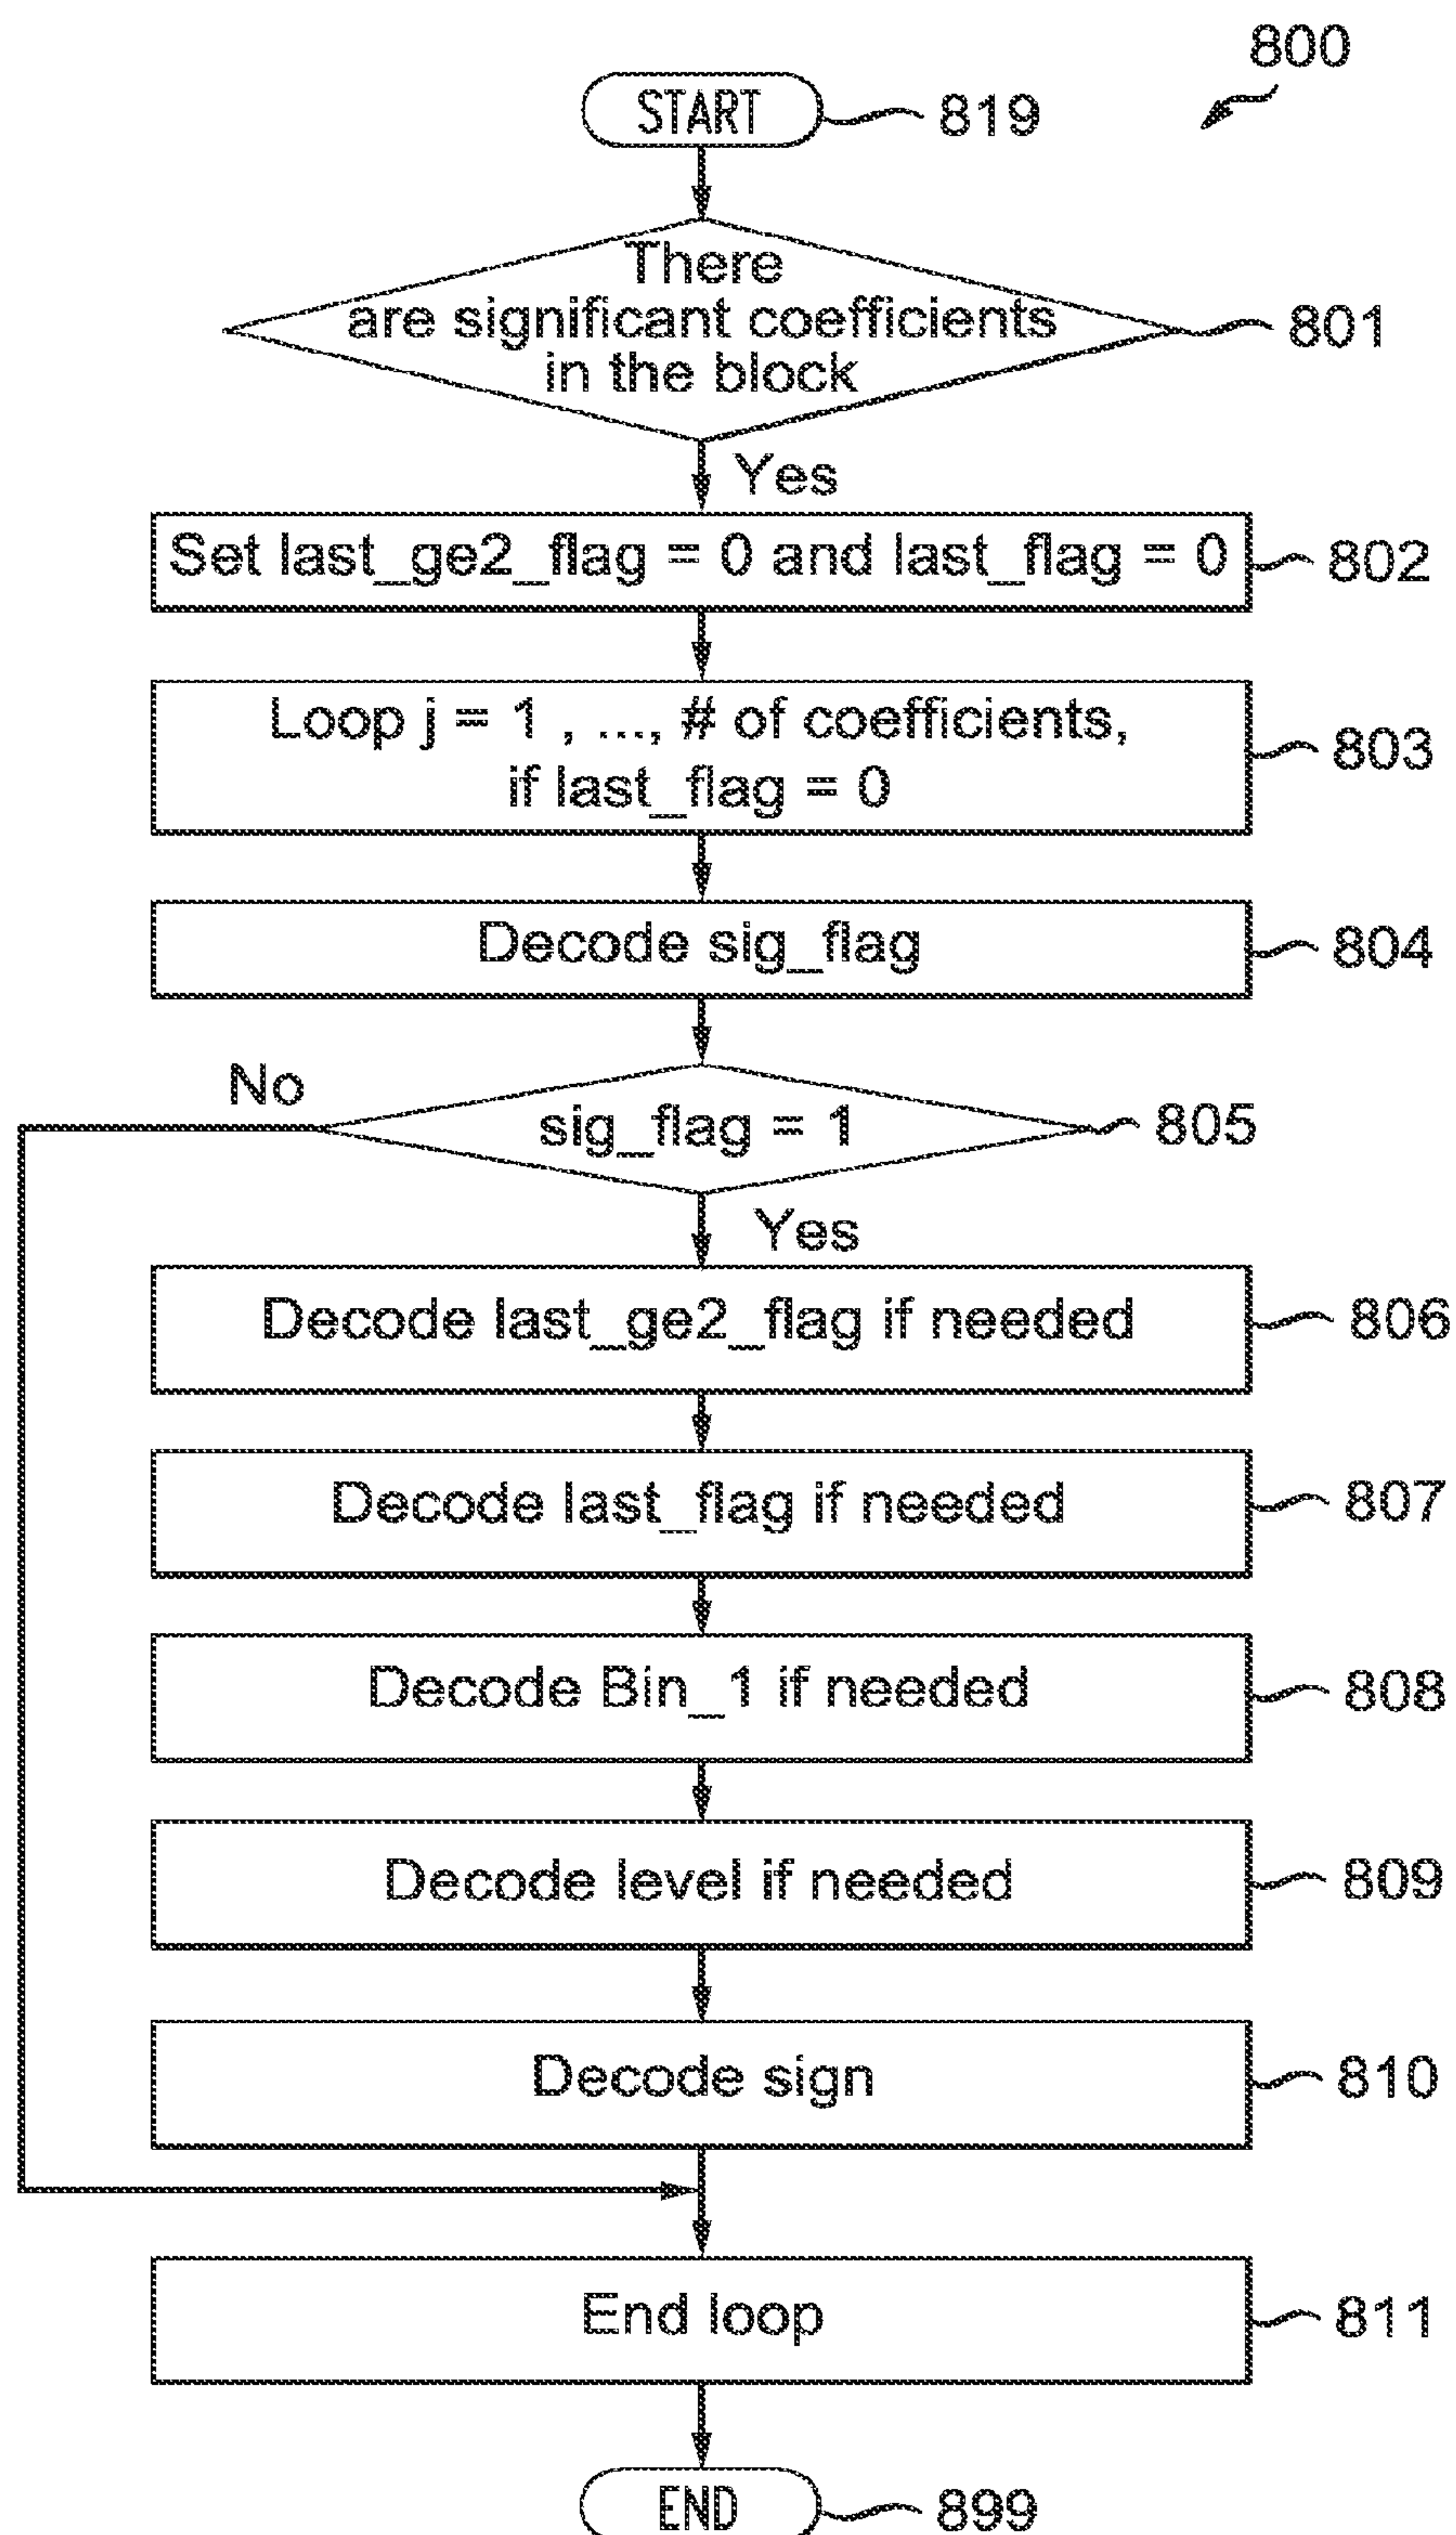 800
START
819
There
are significant coefficients
in the block
801
Yes
Set last_ge2_flag = 0 and last_flag = 0
802
Loop j = 1 , ..., # of coefficients,
if last_flag = 0
803
Decode sig_flag
804
No
sig_flag = 1
805
Yes
Decode last_ge2_flag if needed
806
Decode last_flag if needed
807
Decode Bin_1 if needed
808
Decode level if needed
809
Decode sign
810
End loop
811
END
899